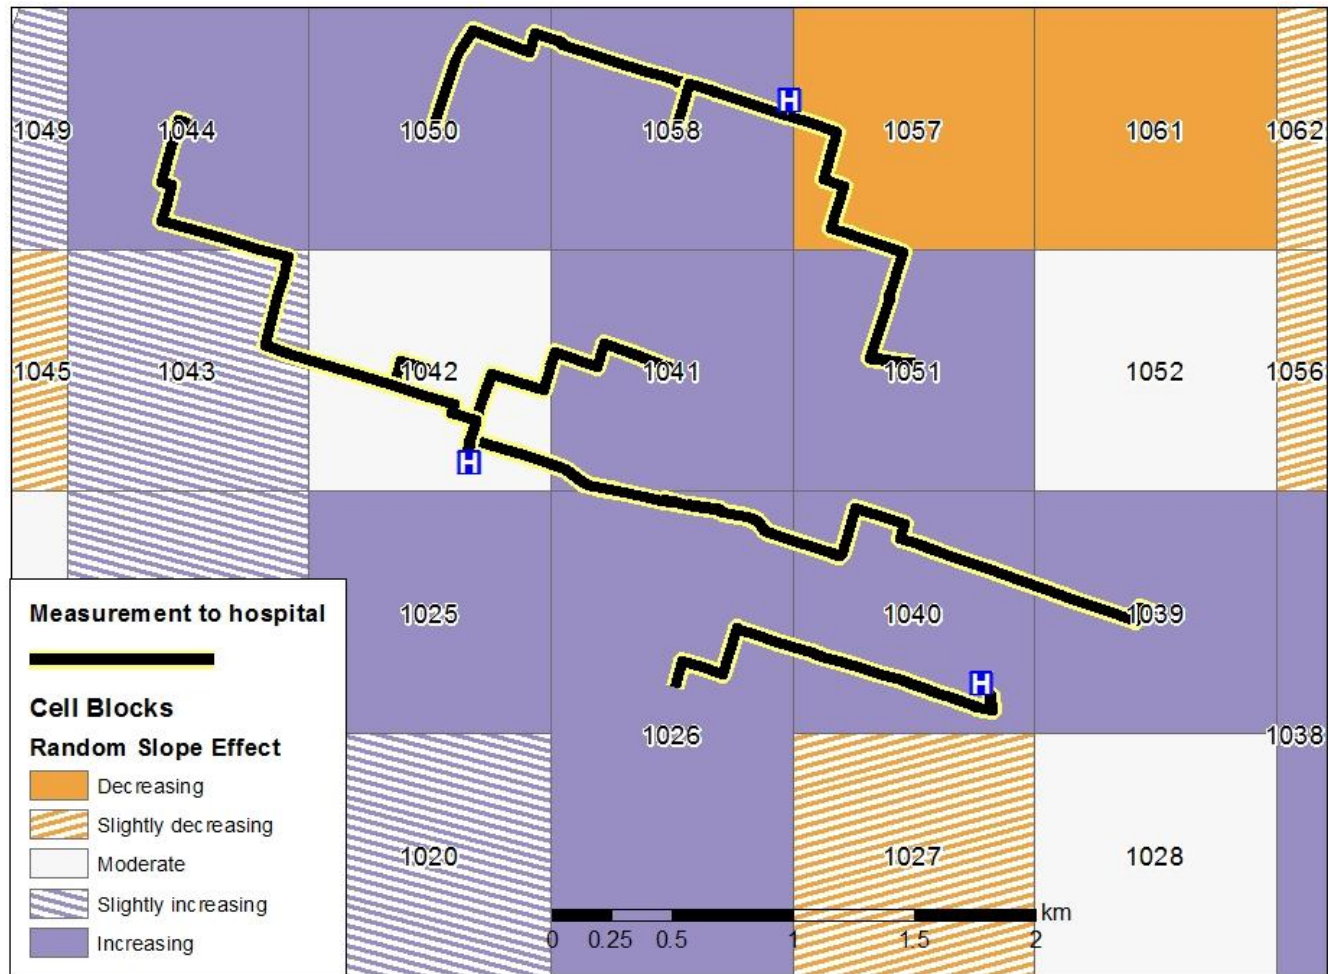 H
1049 1044 1050 1058 1057 1061 1062
1045 1043 1042 1041 1051 1052 1056
H
Measurement to hospital
1025 1040 1039
H
Cell Blocks
Random Slope Effect
1026 1038
Decreasing
Slightly decreasing
Moderate
Slightly increasing
Increasing
1020 1027 1028
km
0 0.25 0.5 1 1.5 2